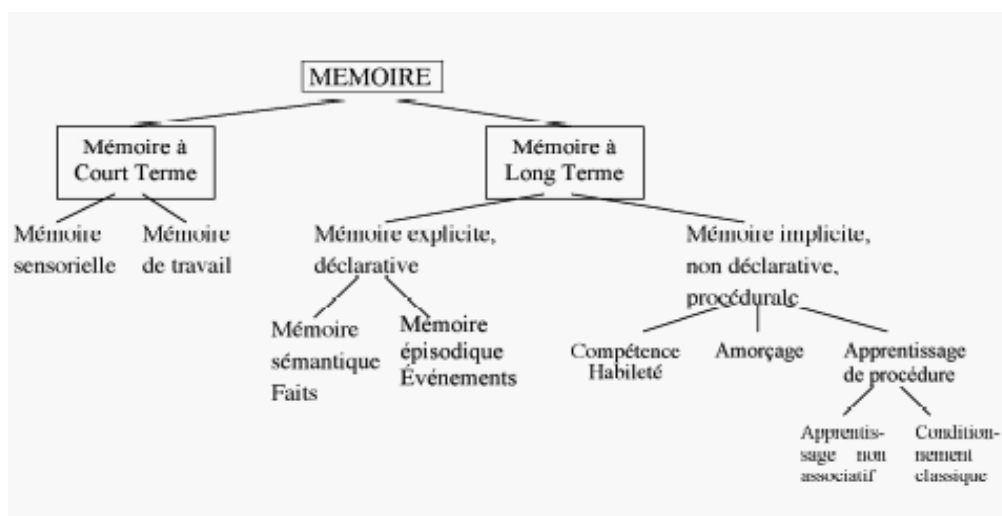 MEMOIRE
Mémoire à
Court Terme
Mémoire à
Long Terme
Mémoire
sensorielle
Mémoire
de travail
Mémoire explicite,
déclarative
Mémoire implicite,
non déclarative,
procédurale
Mémoire
sémantique
Faits
Mémoire
épisodique
Événements
Compétence
Habileté
Amorçage
Apprentissage
de procédure
Apprentis-
sage non
associatif
Condition-
nement
classique